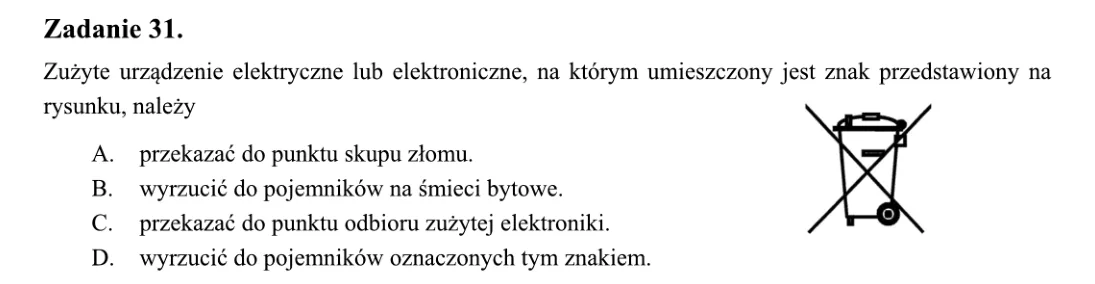 Zadanie 31.
Zużyte urządzenie elektryczne lub elektroniczne, na którym umieszczony jest znak przedstawiony na
rysunku, należy
A. przekazać do punktu skupu złomu.
B. wyrzucić do pojemników na śmieci bytowe.
C. przekazać do punktu odbioru zużytej elektroniki.
D. wyrzucić do pojemników oznaczonych tym znakiem.